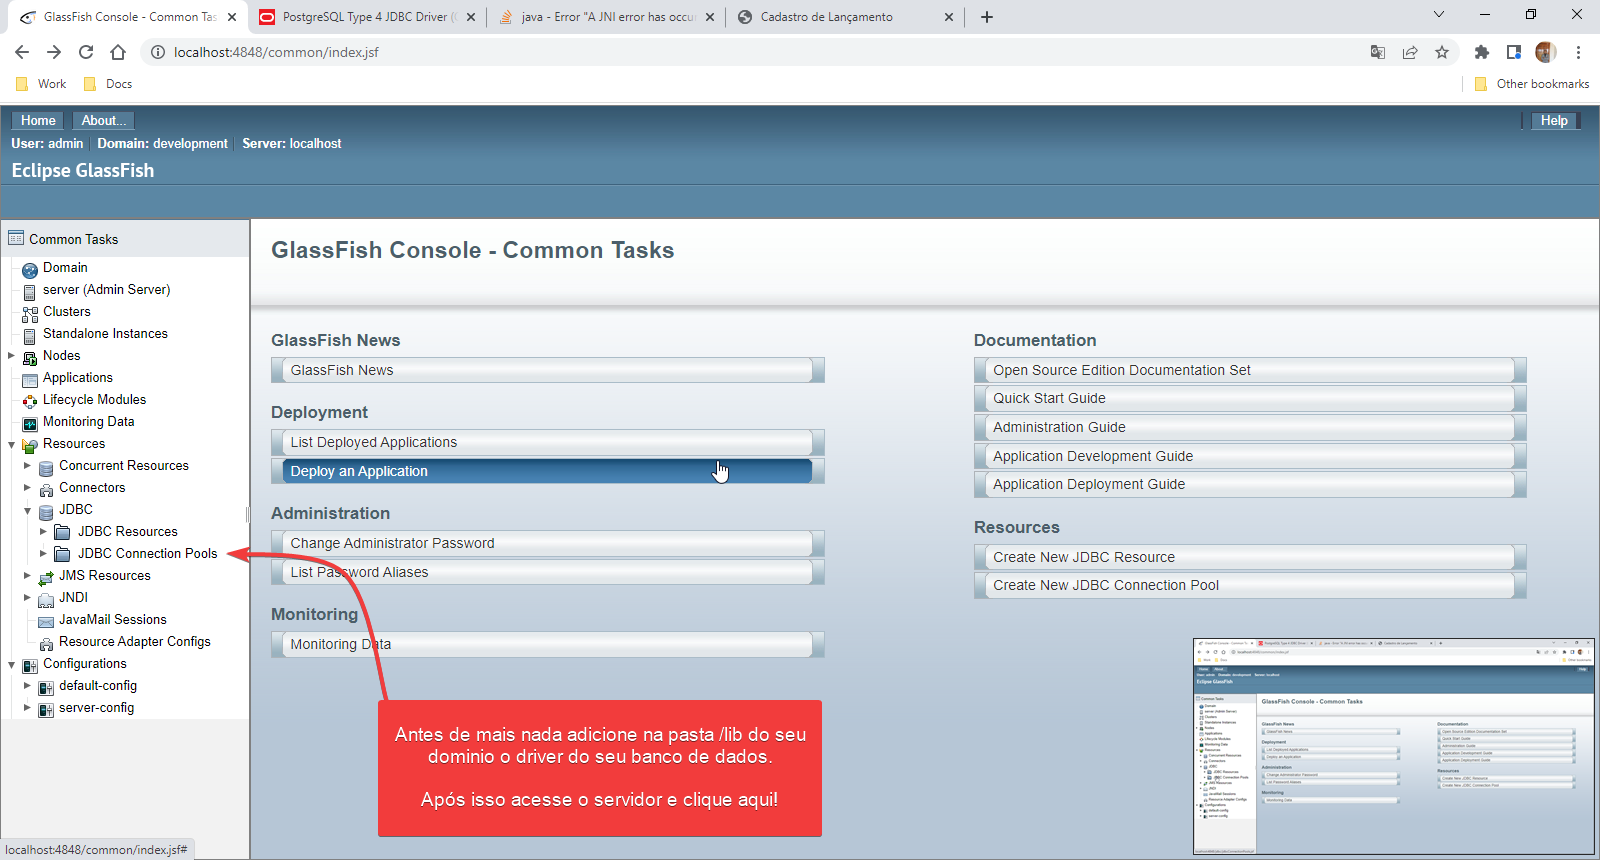 GlassFish Console - Common Tas
PostgreSQL Type 4 JDBC Driver (
java - Error "A JNI error has occu
Cadastro de Lançamento
localhost:4848/common/index.jsf
Work
Docs
Other bookmarks
Home
About...
Help
User: admin
Domain: development
Server: localhost
Eclipse GlassFish
Common Tasks
Domain
server (Admin Server)
Clusters
Standalone Instances
Nodes
Applications
Lifecycle Modules
Monitoring Data
Resources
Concurrent Resources
Connectors
JDBC
JDBC Resources
JDBC Connection Pools
JMS Resources
JNDI
JavaMail Sessions
Resource Adapter Configs
Configurations
default-config
server-config
GlassFish Console - Common Tasks
GlassFish News
GlassFish News
Deployment
List Deployed Applications
Deploy an Application
Administration
Change Administrator Password
List Password Aliases
Monitoring
Monitoring Data
Documentation
Open Source Edition Documentation Set
Quick Start Guide
Administration Guide
Application Development Guide
Application Deployment Guide
Resources
Create New JDBC Resource
Create New JDBC Connection Pool
Antes de mais nada adicione na pasta /lib do seu
dominio o driver do seu banco de dados.
Após isso acesse o servidor e clique aqui!
localhost:4848/common/index.jsf#